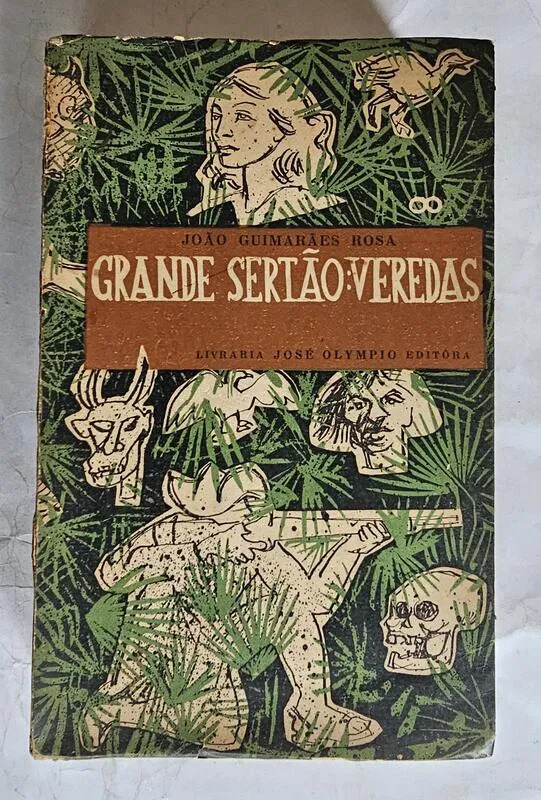 JOÃO GUIMARÃES ROSA
GRANDE SERTÃO: VEREDAS
LIVRARIA JOSÉ OLYMPIO EDITÔRA